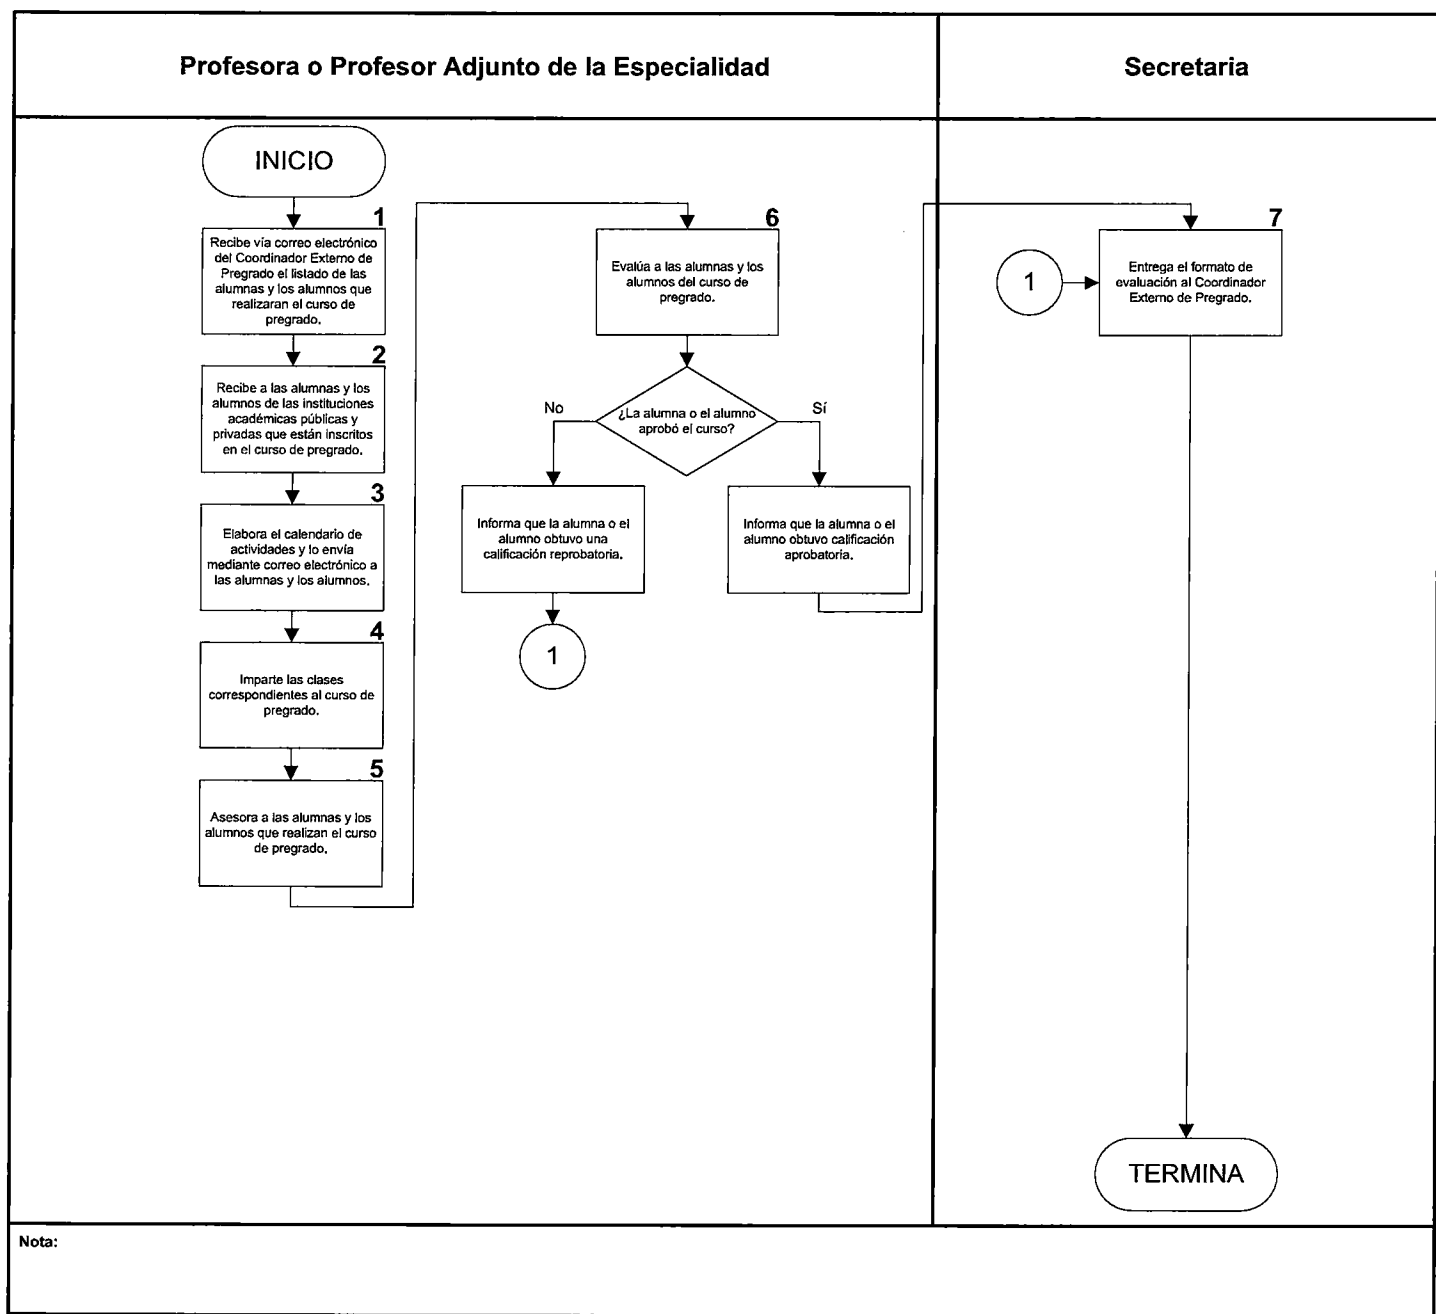 Profesora o Profesor Adjunto de la Especialidad
Secretaria
INICIO
1
Recibe vía correo electrónico
del Coordinador Externo de
Pregrado el listado de las
alumnas y los alumnos que
realizaran el curso de
pregrado.
2
Recibe a las alumnas y los
alumnos de las instituciones
académicas públicas y
privadas que están inscritos
en el curso de pregrado.
3
Elabora el calendario de
actividades y lo envía
mediante correo electrónico a
las alumnas y los alumnos.
4
Imparte las clases
correspondientes al curso de
pregrado.
5
Asesora a las alumnas y los
alumnos que realizan el curso
de pregrado.
6
Evalúa a las alumnas y los
alumnos del curso de
pregrado.
¿La alumna o el alumno
aprobó el curso?
No
Sí
Informa que la alumna o el
alumno obtuvo una
calificación reprobatoria.
1
Informa que la alumna o el
alumno obtuvo calificación
aprobatoria.
7
1
Entrega el formato de
evaluación al Coordinador
Externo de Pregrado.
TERMINA
Nota: